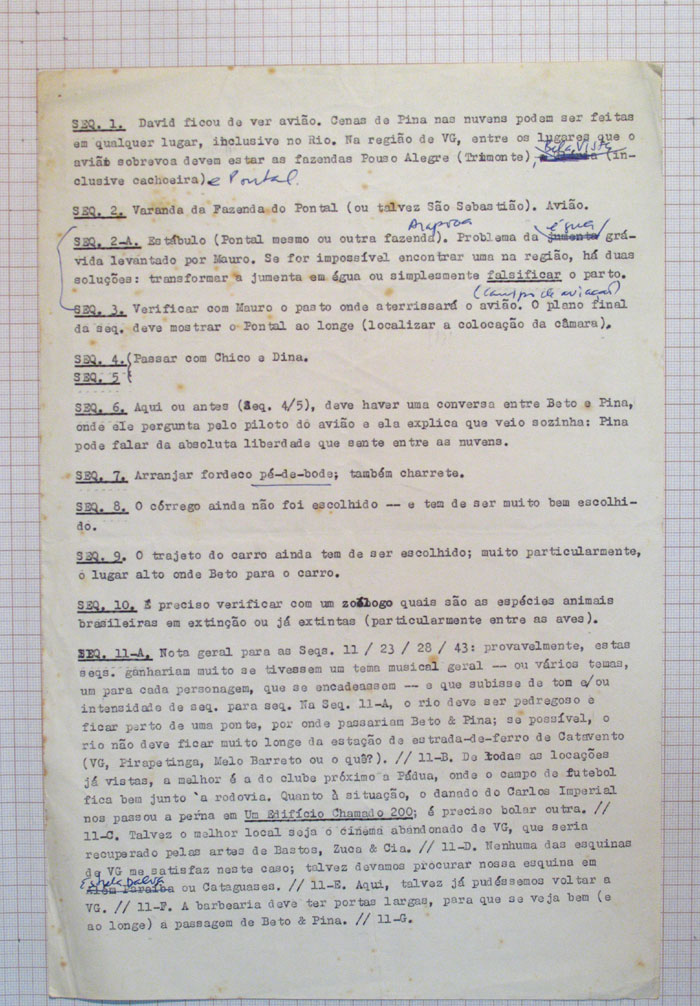 SEQ. 1. David ficou de ver avião. Cenas de Pina nas nuvens podem ser feitas
em qualquer lugar, inclusive no Rio. Na região de VG, entre os lugares que o
Bela Vista
avião sobrevoa devem estar as fazendas Pouso Alegre (Trimonte), (in-
clusive cachoeira) e Pontal.
SEQ. 2. Varanda da Fazenda do Pontal (ou talvez São Sebastião). Avião.
Araproa égua
SEQ. 2-A. Estábulo (Pontal mesmo ou outra fazenda). Problema da jumenta grá-
vida levantado por Mauro. Se for impossível encontrar uma na região, há duas
soluções: transformar a jumenta em água ou simplesmente falsificar o parto.
(campo de aviação)
SEQ. 3. Verificar com Mauro o pasto onde aterrissará o avião. O plano final
da seq. deve mostrar o Pontal ao longe (localizar a colocação da câmara).
SEQ. 4. Passar com Chico e Dina.
SEQ. 5
SEQ. 6. Aqui ou antes (Seq. 4/5), deve haver uma conversa entre Beto e Pina,
onde ele pergunta pelo piloto do avião e ela explica que veio sozinha: Pina
pode falar da absoluta liberdade que sente entre as nuvens.
SEQ. 7. Arranjar fordeco pé-de-bode; também charrete.
SEQ. 8. O córrego ainda não foi escolhido -- e tem de ser muito bem escolhi-
do.
SEQ. 9. O trajeto do carro ainda tem de ser escolhido; muito particularmente,
o lugar alto onde Beto para o carro.
SEQ. 10. É preciso verificar com um zoólogo quais são as espécies animais
brasileiras em extinção ou já extintas (particularmente entre as aves).
SEQ. 11-A. Nota geral para as Seqs. 11 / 23 / 28 / 43: provavelmente, estas
seqs. ganhariam muito se tivessem um tema musical geral -- ou vários temas,
um para cada personagem, que se encadeassem -- e que subisse de tom e/ou
intensidade de seq. para seq. Na Seq. 11-A, o rio deve ser pedregoso e
ficar perto de uma ponte, por onde passariam Beto & Pina; se possível, o
rio não deve ficar muito longe da estação de estrada-de-ferro de Catavento
(VG, Pirapetinga, Melo Barreto ou o quê?). // 11-B. De todas as locações
já vistas, a melhor é a do clube próximo a Pádua, onde o campo de futebol
fica bem junto `a rodovia. Quanto à situação, o danado do Carlos Imperial
nos passou a perna em Um Edifício Chamado 200; é preciso bolar outra. //
11-C. Talvez o melhor local seja o cinema abandonado de VG, que seria
recuperado pelas artes de Bastos, Zuca & Cia. // 11-D. Nenhuma das esquinas
de VG me satisfaz neste caso; talvez devamos procurar nossa esquina em
Estrela Dalva
Além Paraíba ou Cataguases. // 11-E. Aqui, talvez já pudéssemos voltar a
VG. // 11-F. A barbearia deve ter portas largas, para que se veja bem (e
ao longe) a passagem de Beto & Pina. // 11-G.